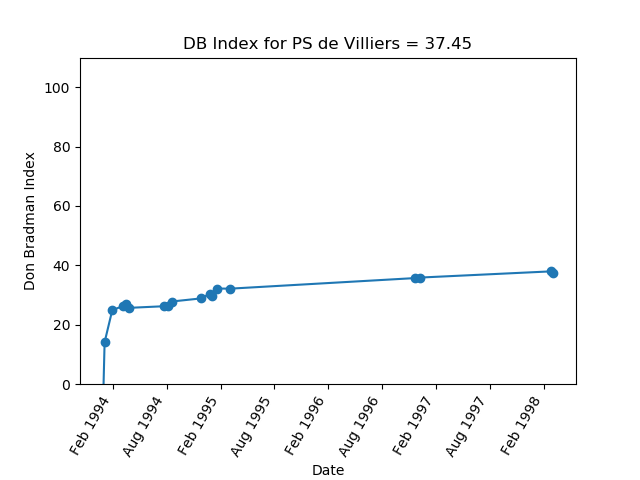 DB Index for PS de Villiers = 37.45
100
80
60
40
20
0
Don Bradman Index
Feb 1994
Aug 1994
Feb 1995
Aug 1995
Feb 1996
Aug 1996
Feb 1997
Aug 1997
Feb 1998
Date